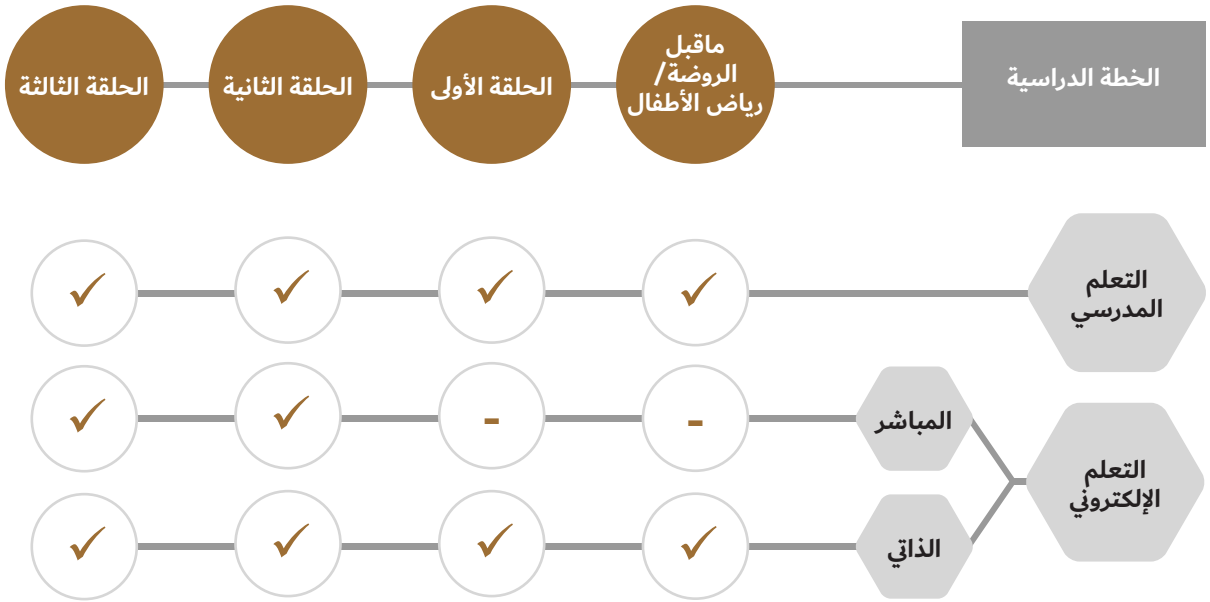 الخطة الدراسية
ماقبل
الروضة/
رياض الأطفال
الحلقة الأولى
الحلقة الثانية
الحلقة الثالثة
التعلم
المدرسي
✓ ✓ ✓ ✓
التعلم
الإلكتروني
المباشر
- - ✓ ✓
الذاتي
✓ ✓ ✓ ✓